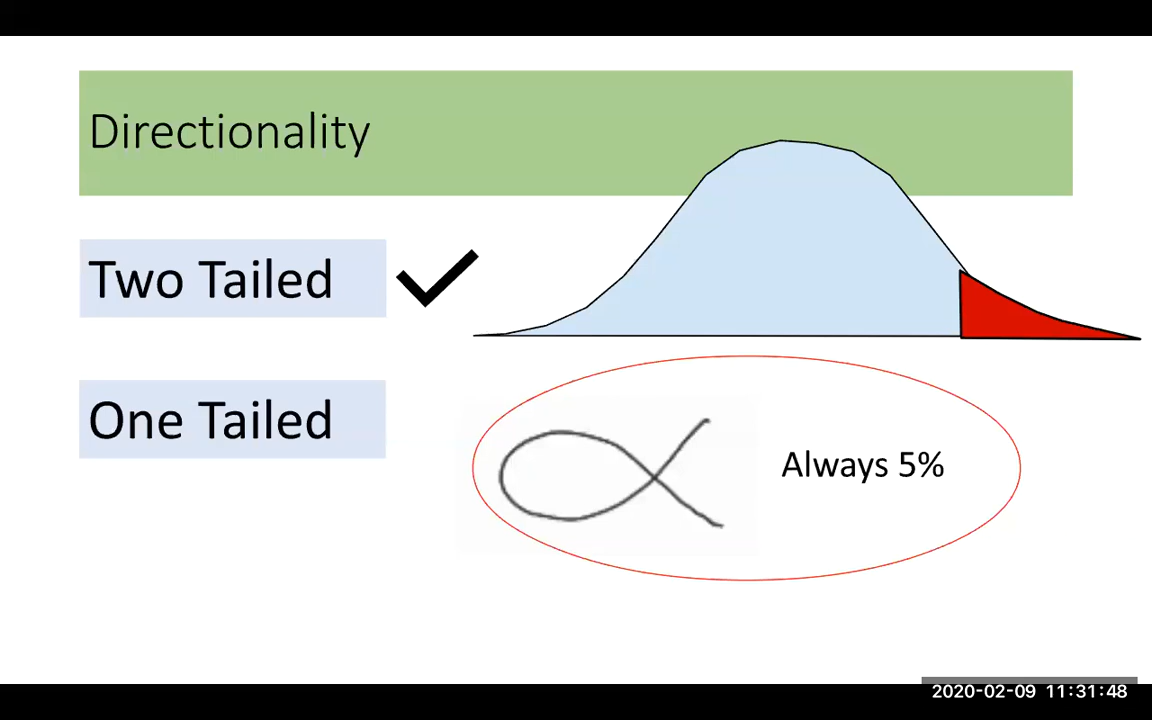 Directionality
Two Tailed
One Tailed
α
Always 5%
2020-02-09 11:31:48